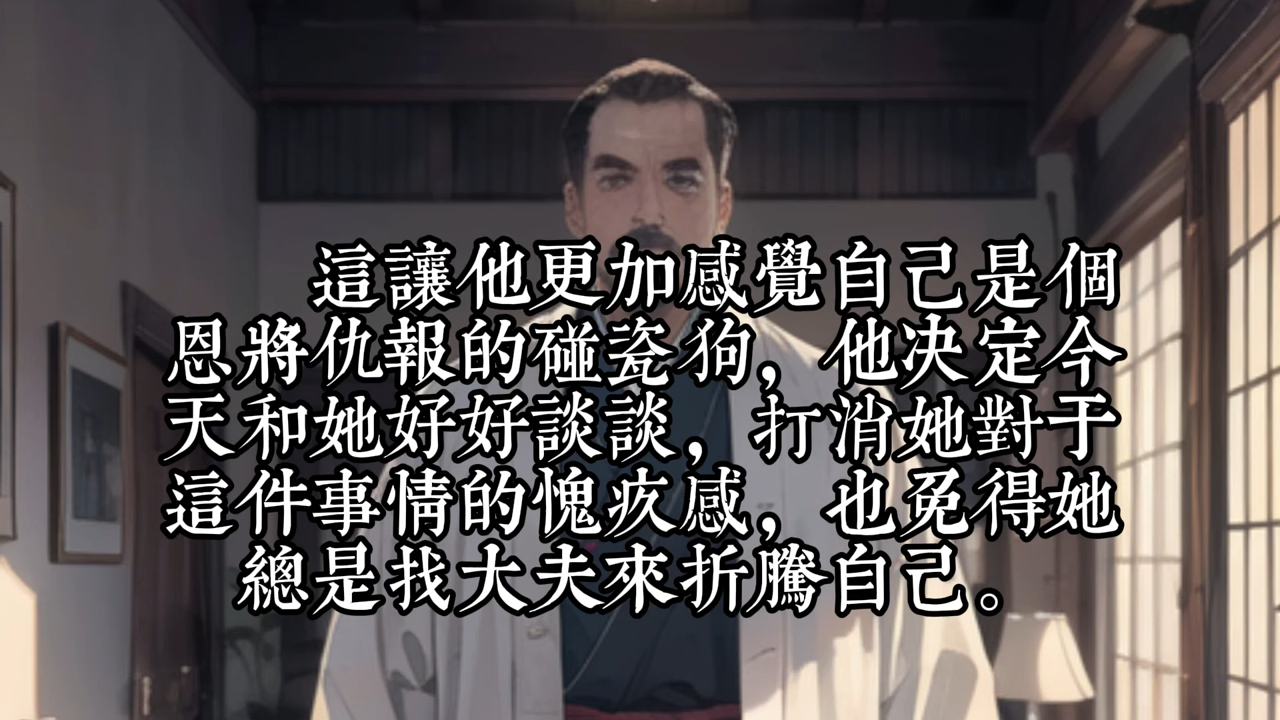 這讓他更加感覺自己是個
恩將仇報的碰瓷狗，他决定今
天和她好好談談，打消她對于
這件事情的愧疚感，也免得她
總是找大夫來折騰自己。